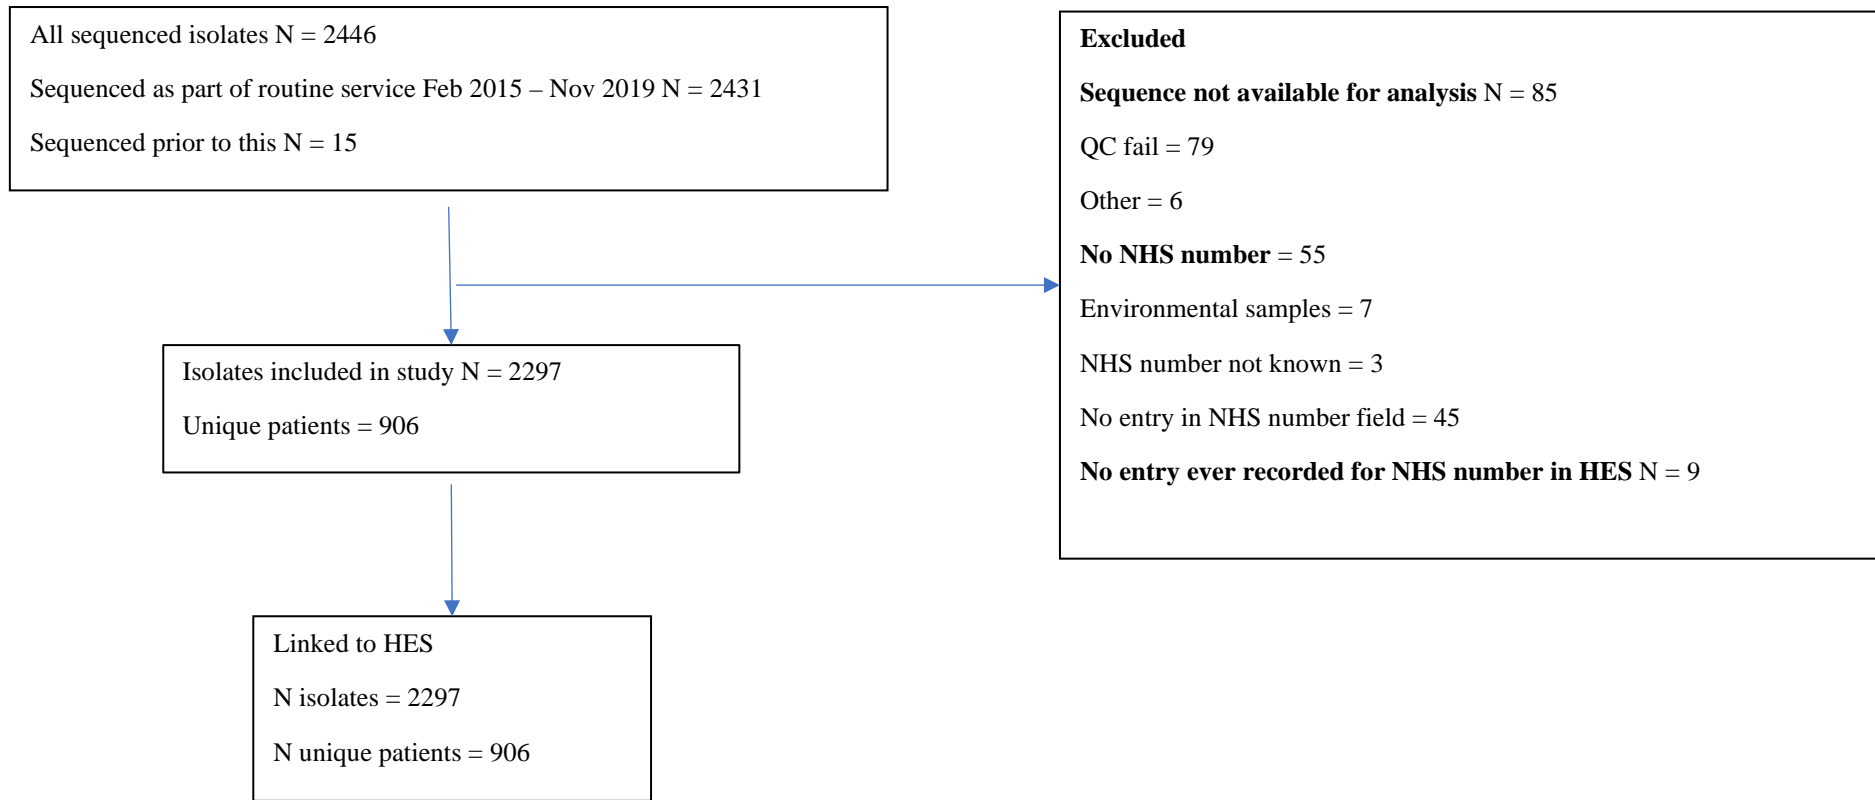 All sequenced isolates N = 2446
Sequenced as part of routine service Feb 2015 – Nov 2019 N = 2431
Sequenced prior to this N = 15
Excluded
Sequence not available for analysis N = 85
QC fail = 79
Other = 6
No NHS number = 55
Environmental samples = 7
NHS number not known = 3
No entry in NHS number field = 45
No entry ever recorded for NHS number in HES N = 9
Isolates included in study N = 2297
Unique patients = 906
Linked to HES
N isolates = 2297
N unique patients = 906